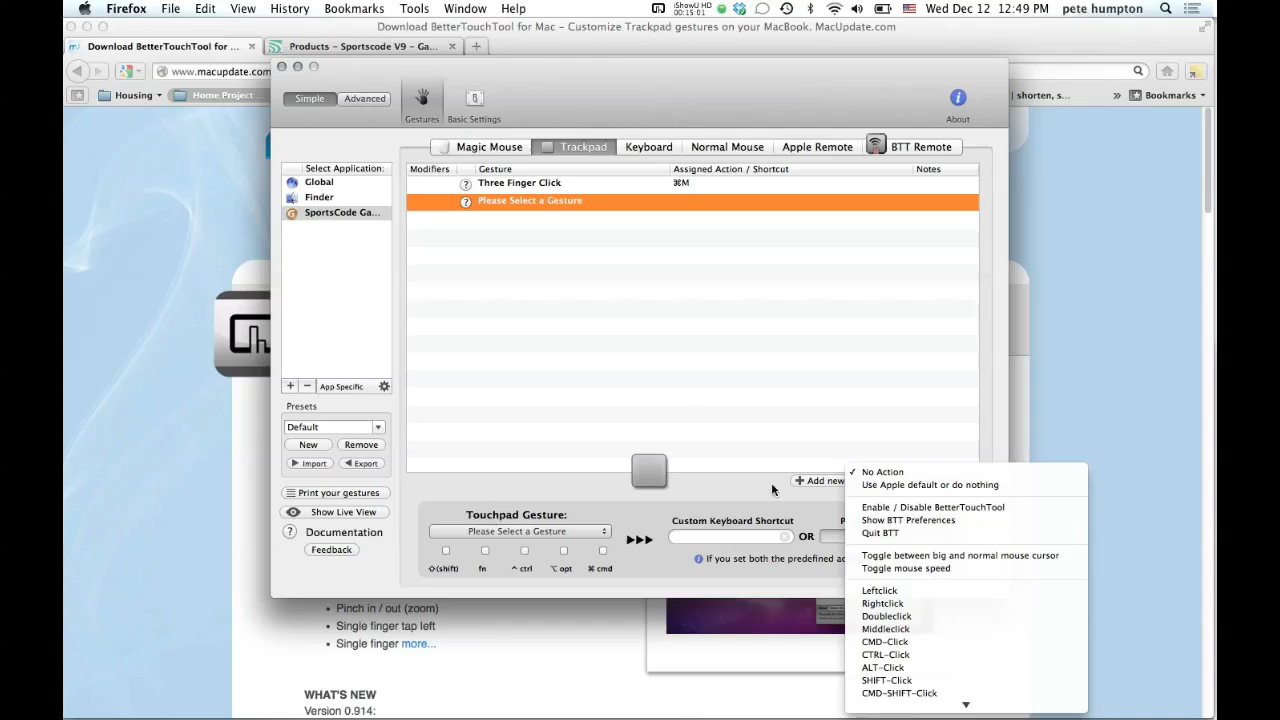 Firefox File Edit View History Bookmarks Tools Window Help iShowU HD 00:15:01 Wed Dec 12 12:49 PM pete humpton
Download BetterTouchTool for Mac – Customize Trackpad gestures on your MacBook. MacUpdate.com
Download BetterTouchTool for ... Products – Sportscode V9 – Ga...
www.macupdate.com
Housing Home Project ... | shorten, s... » Bookmarks
Simple Advanced
Gestures Basic Settings About
Magic Mouse Trackpad Keyboard Normal Mouse Apple Remote BTT Remote
Select Application: Modifiers Gesture Assigned Action / Shortcut Notes
Global
Finder
SportsCode Ga...
? Three Finger Click ⌘M
? Please Select a Gesture
+ − App Specific
Presets
Default
New Remove
Import Export
Print your gestures
Show Live View
? Documentation
Feedback
+ Add new
Touchpad Gesture:
Please Select a Gesture
Custom Keyboard Shortcut
OR
⇧(shift) fn ^ ctrl ⌥ opt ⌘ cmd
If you set both the predefined
✓ No Action
Use Apple default or do nothing
Enable / Disable BetterTouchTool
Show BTT Preferences
Quit BTT
Toggle between big and normal mouse cursor
Toggle mouse speed
Leftclick
Rightclick
Doubleclick
Middleclick
CMD-Click
CTRL-Click
ALT-Click
SHIFT-Click
CMD-SHIFT-Click
• Pinch in / out (zoom)
• Single finger tap left
• Single finger more...
WHAT'S NEW
Version 0.914: